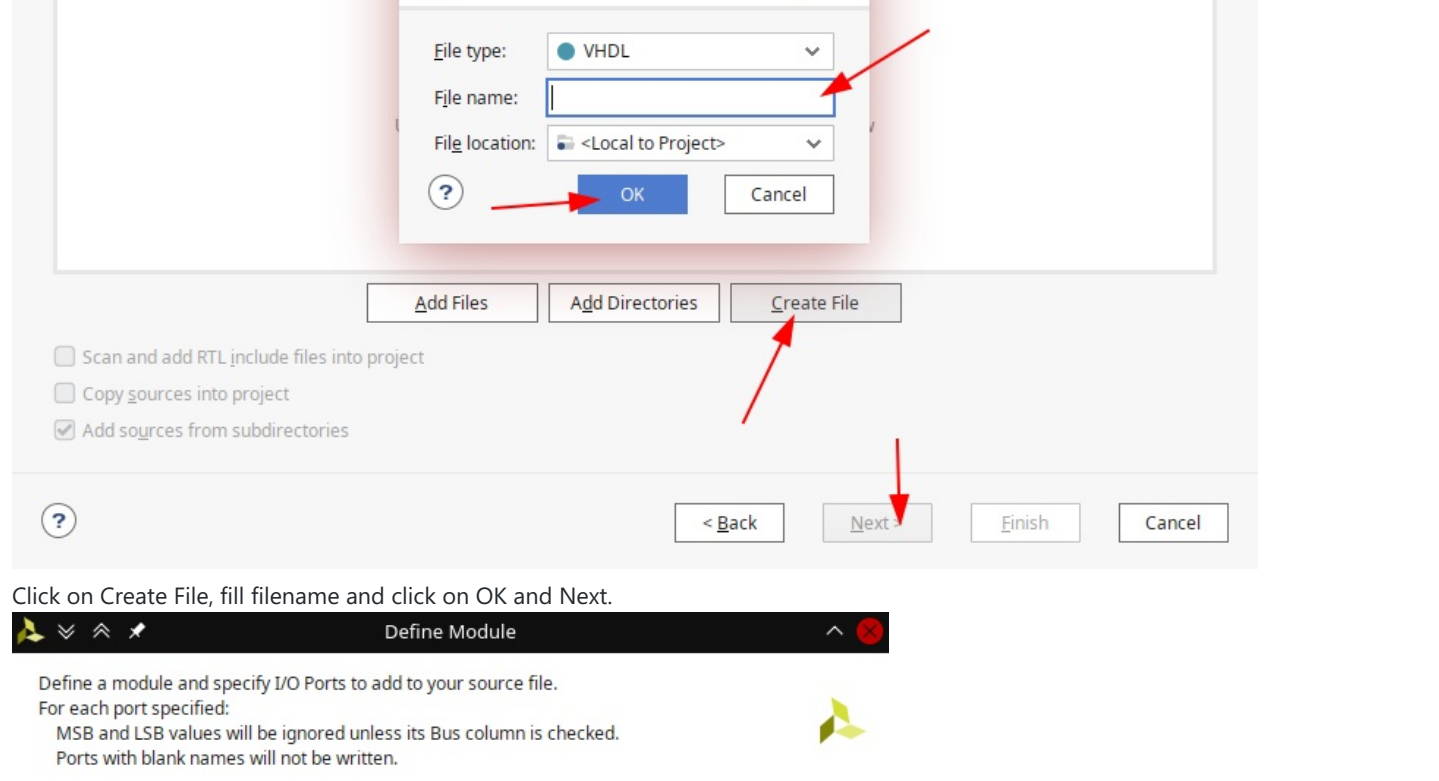 File type: VHDL
File name:
File location: <Local to Project>
? OK Cancel
Add Files Add Directories Create File
Scan and add RTL include files into project
Copy sources into project
Add sources from subdirectories
? < Back Next > Finish Cancel
Click on Create File, fill filename and click on OK and Next.
Define Module
Define a module and specify I/O Ports to add to your source file.
For each port specified:
MSB and LSB values will be ignored unless its Bus column is checked.
Ports with blank names will not be written.